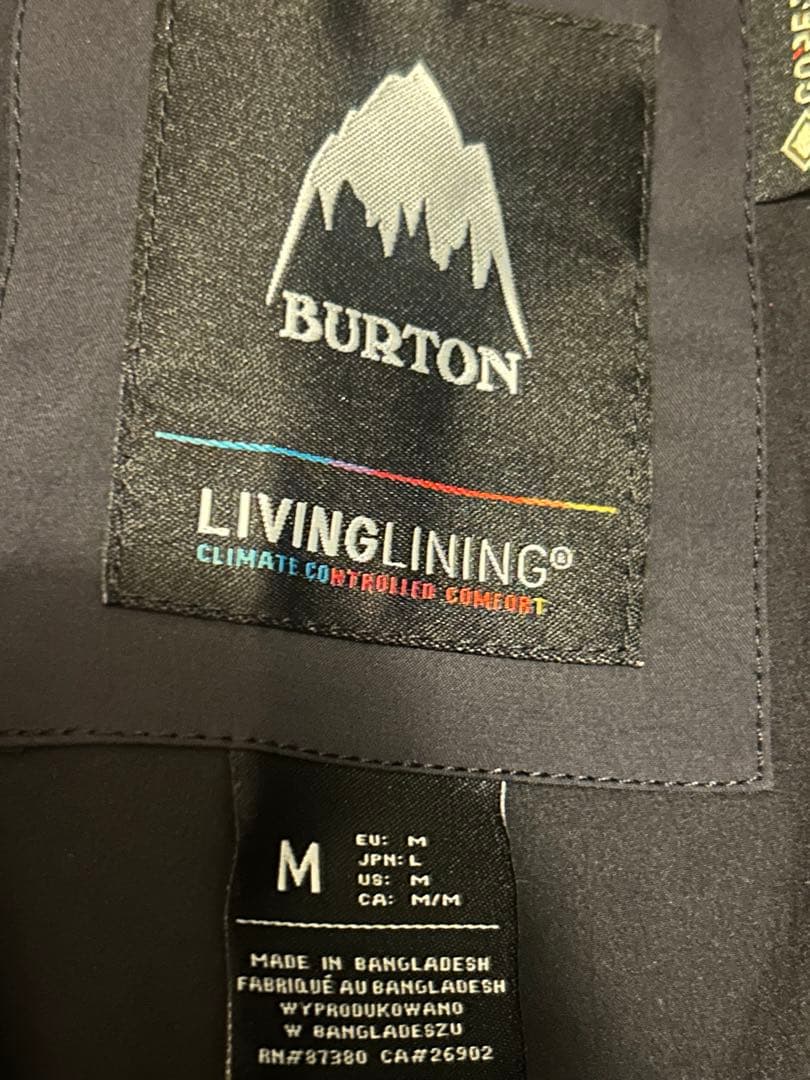 BURTON
LIVINGLINING®
CLIMATE CONTROLLED COMFORT
M
EU: M
JPN: L
US: M
CA: M/M
MADE IN BANGLADESH
FABRIQUÉ AU BANGLADESH
WYPRODUKOWANO
W BANGLADESZU
RN#87380 CA#26902